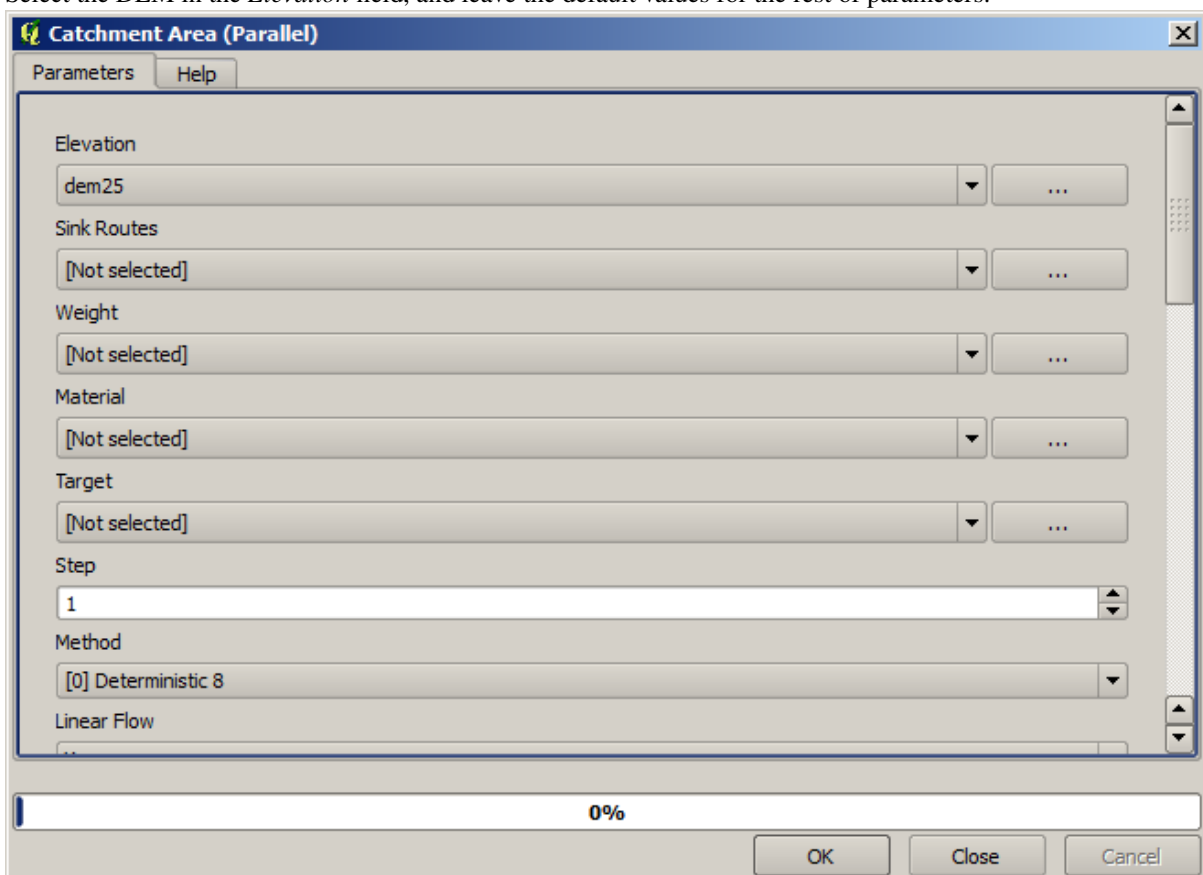 Select the DEM in the Elevation field, and leave the default values for the rest of parameters.
Catchment Area (Parallel)
Parameters Help
Elevation
dem25 ...
Sink Routes
[Not selected] ...
Weight
[Not selected] ...
Material
[Not selected] ...
Target
[Not selected] ...
Step
1
Method
[0] Deterministic 8
Linear Flow
0%
OK Close Cancel